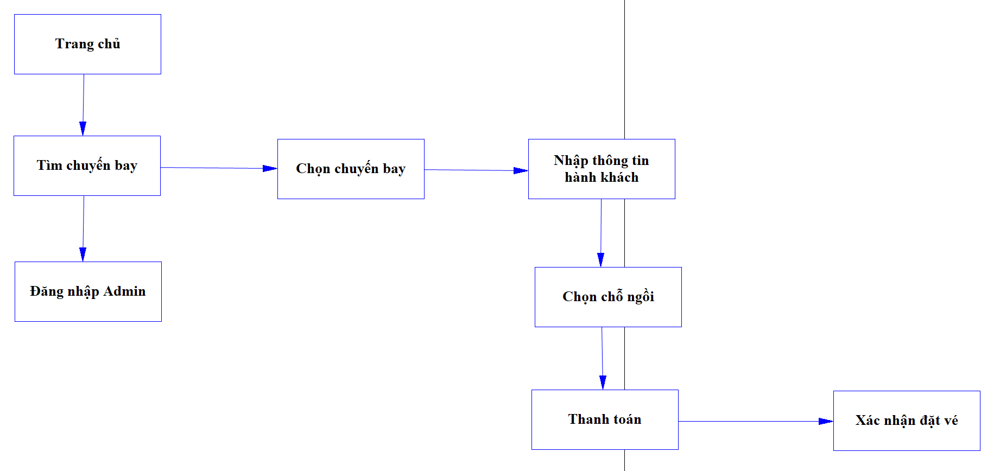 Trang chủ
Tìm chuyến bay
Chọn chuyến bay
Nhập thông tin
hành khách
Đăng nhập Admin
Chọn chỗ ngồi
Thanh toán
Xác nhận đặt vé